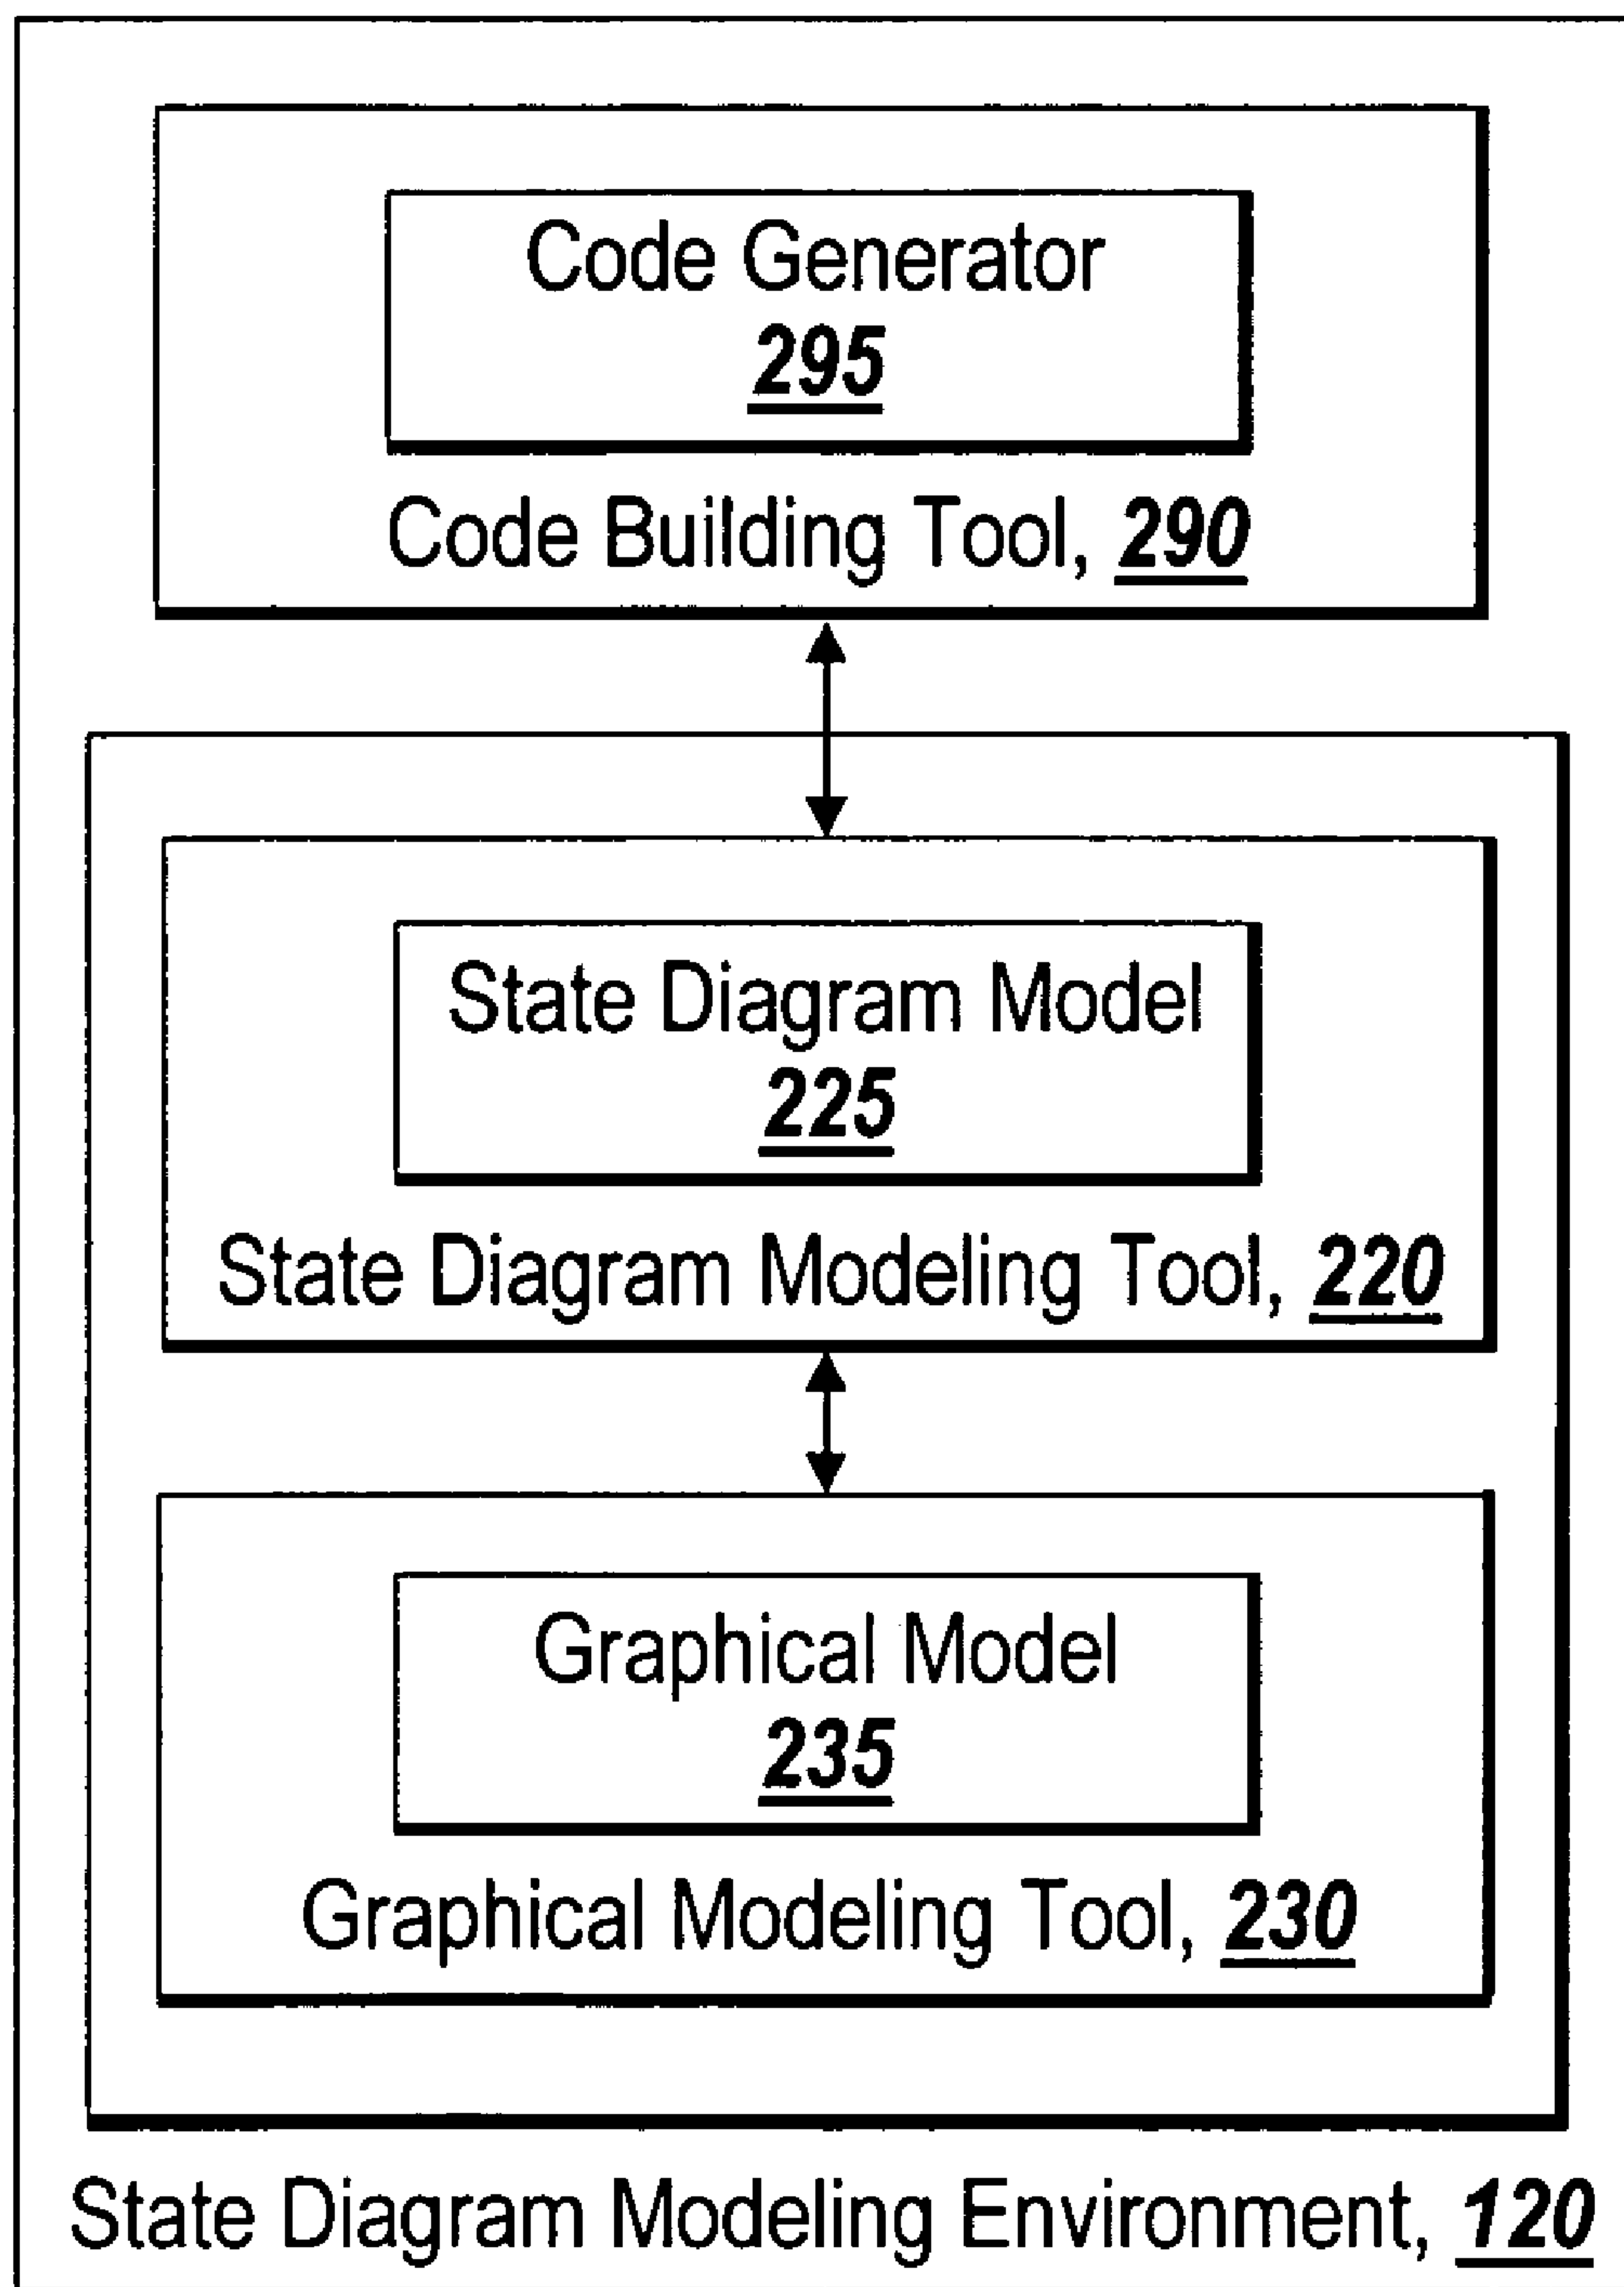 Code Generator
295
Code Building Tool, 290
State Diagram Model
225
State Diagram Modeling Tool, 220
Graphical Model
235
Graphical Modeling Tool, 230
State Diagram Modeling Environment, 120